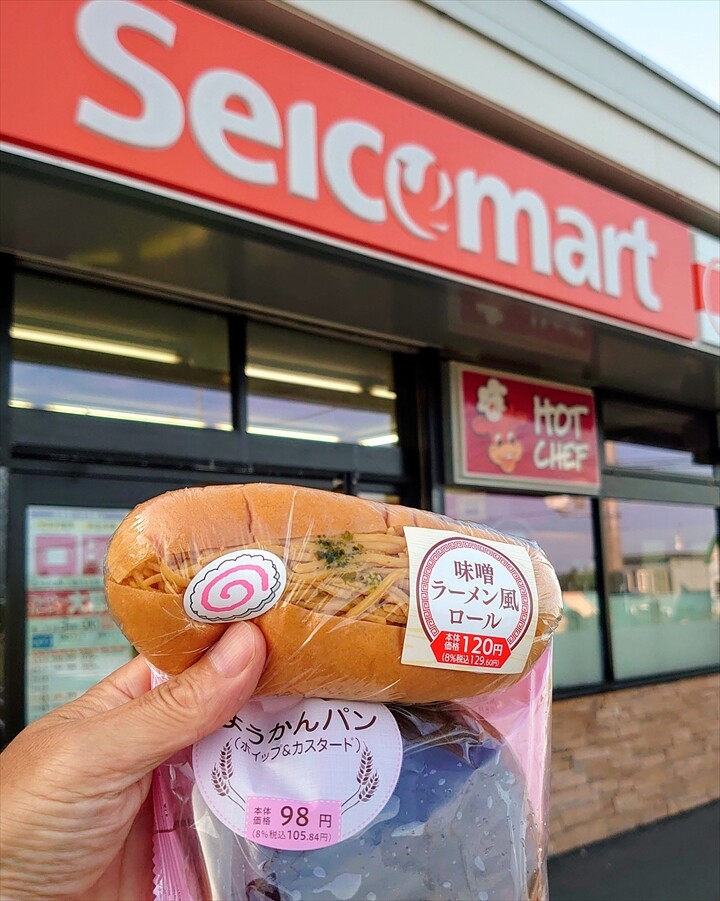 Seicomart
HOT
CHEF
味噌
ラーメン風
ロール
本体
価格 120円
(8%税込129.60円)
ようかんパン
(ホイップ&カスタード)
本体
価格 98円
(8%税込105.84円)